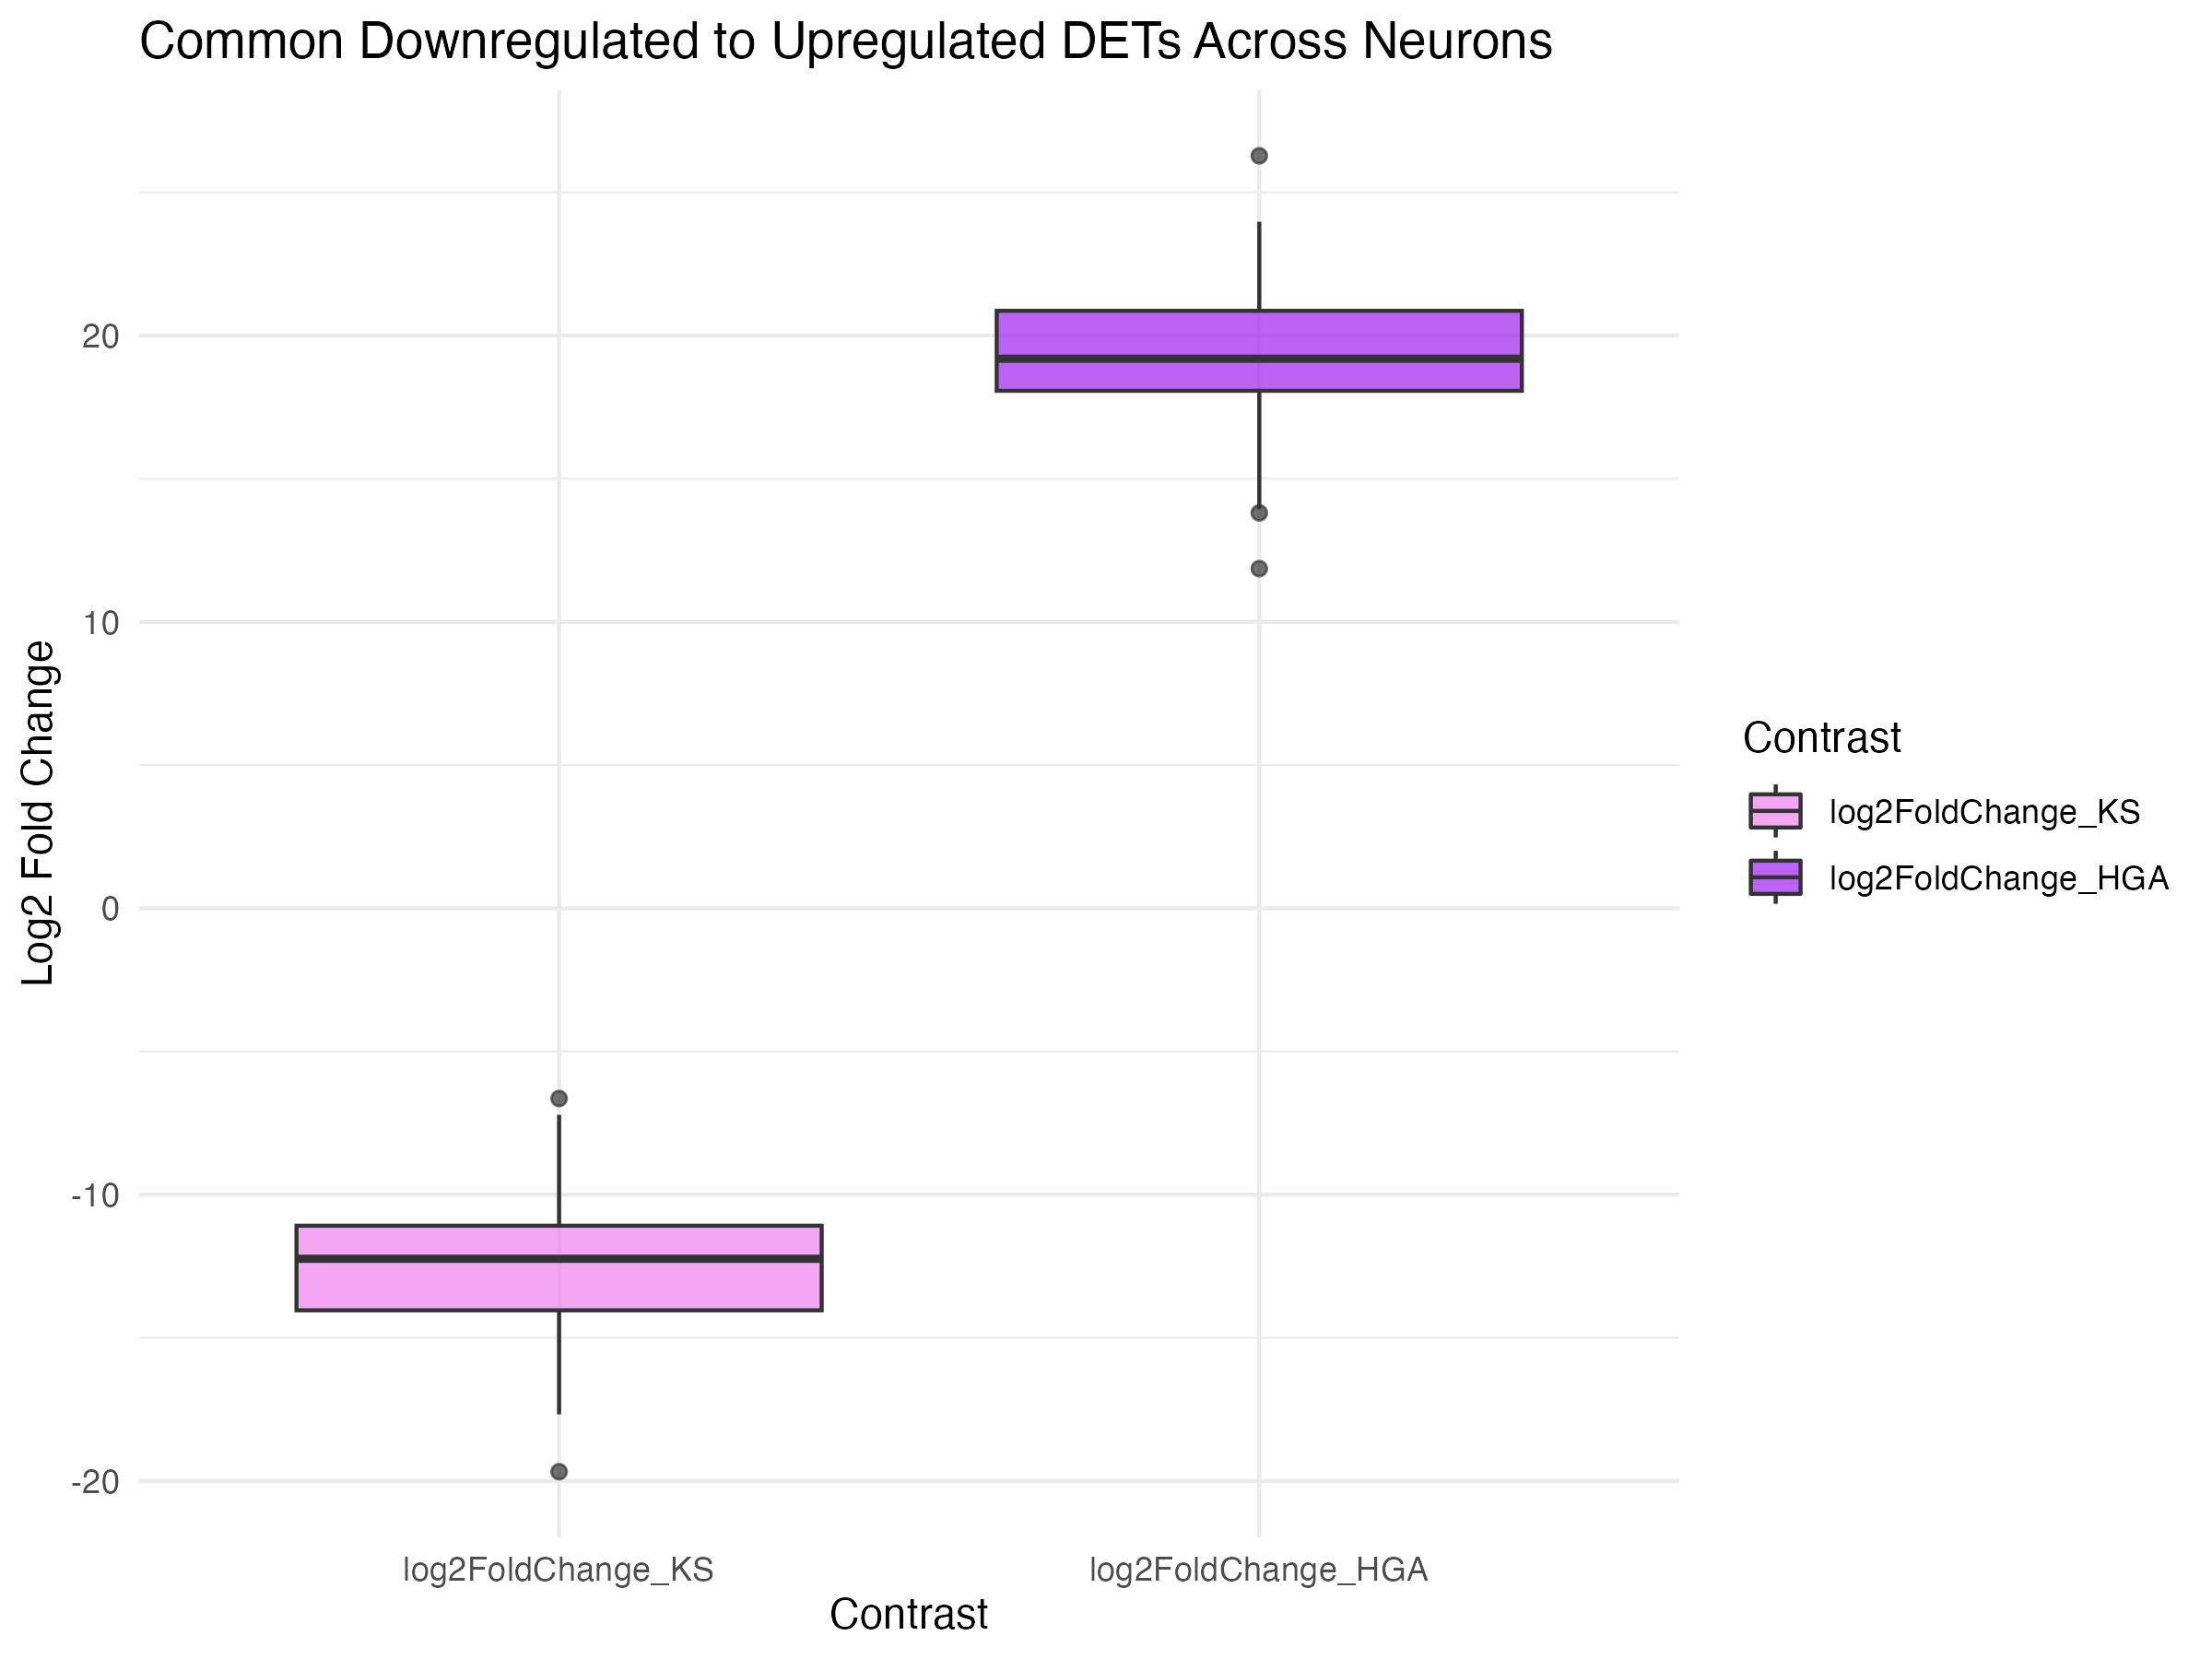 Common Downregulated to Upregulated DETs Across Neurons
Log2 Fold Change
20
10
0
-10
-20
log2FoldChange_KS
log2FoldChange_HGA
Contrast
Contrast
log2FoldChange_KS
log2FoldChange_HGA